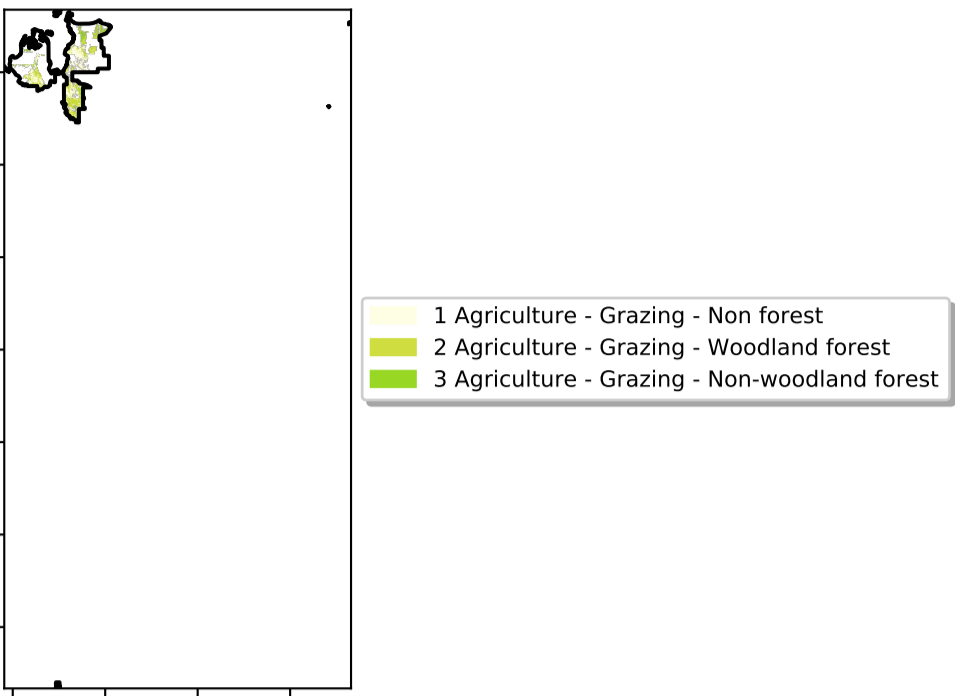 1 Agriculture - Grazing - Non forest
2 Agriculture - Grazing - Woodland forest
3 Agriculture - Grazing - Non-woodland forest